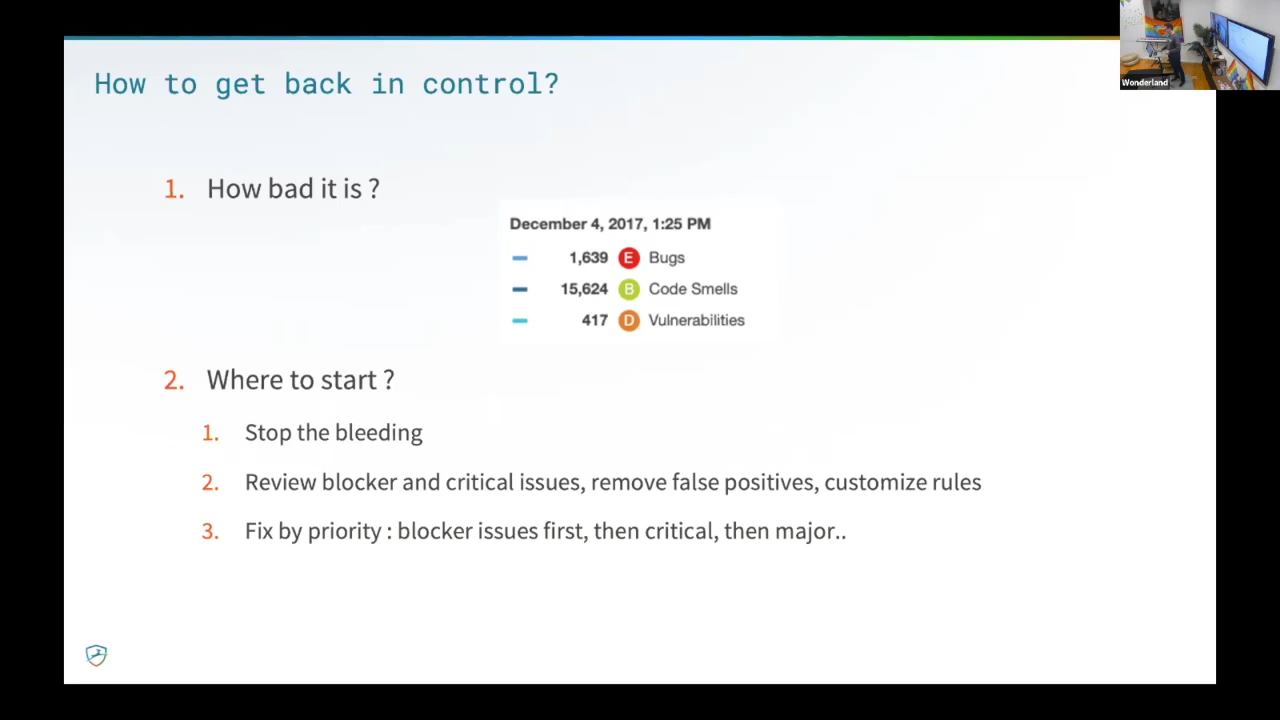 How to get back in control?
Wonderland
1. How bad it is ?
December 4, 2017, 1:25 PM
1,639 E Bugs
15,624 B Code Smells
417 D Vulnerabilities
2. Where to start ?
1. Stop the bleeding
2. Review blocker and critical issues, remove false positives, customize rules
3. Fix by priority : blocker issues first, then critical, then major..